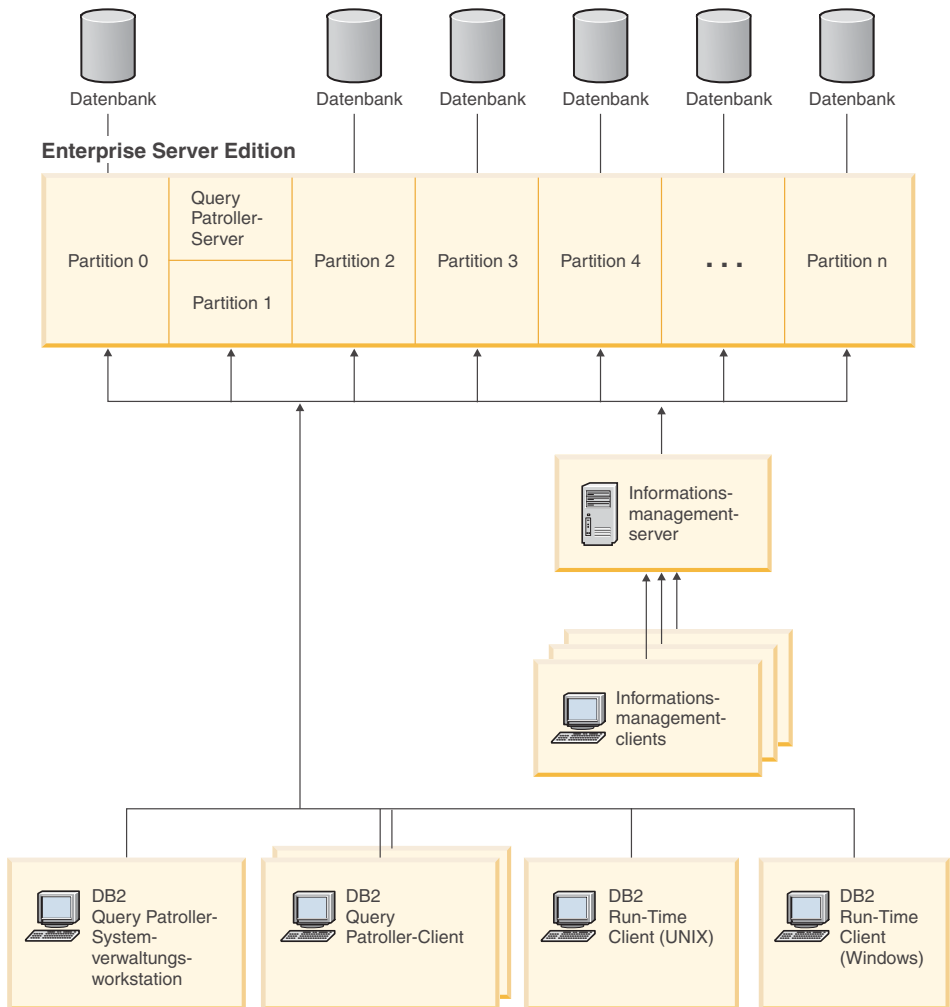 Datenbank
Datenbank
Datenbank
Datenbank
Datenbank
Datenbank
Enterprise Server Edition
Partition 0
Query
Patroller-
Server
Partition 1
Partition 2
Partition 3
Partition 4
. . .
Partition n
Informations-
management-
server
Informations-
management-
clients
DB2
Query Patroller-
System-
verwaltungs-
workstation
DB2
Query
Patroller-Client
DB2
Run-Time
Client (UNIX)
DB2
Run-Time
Client
(Windows)